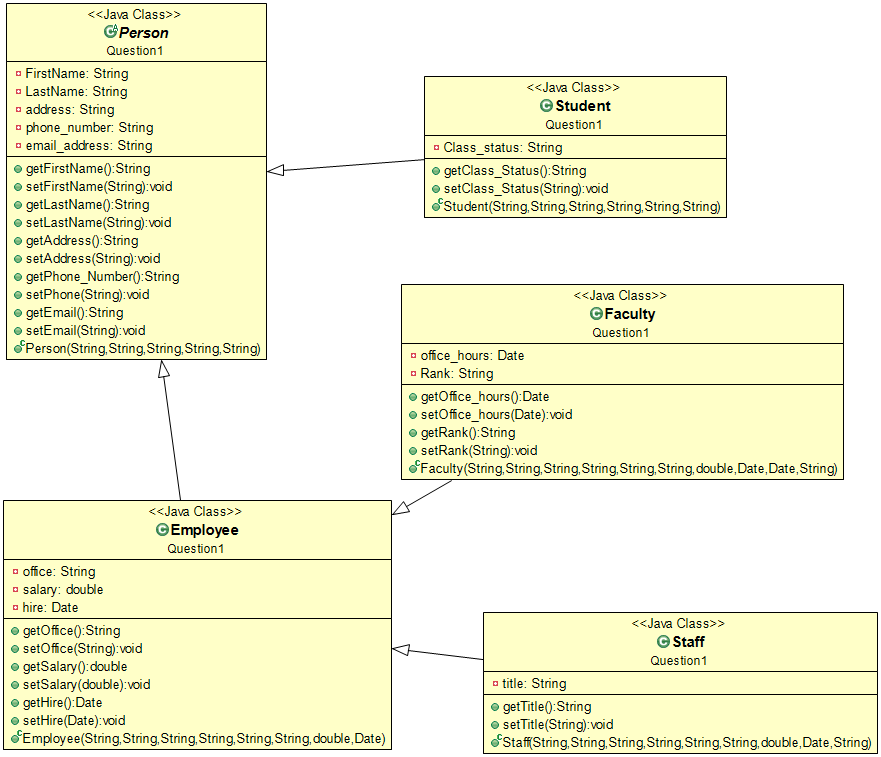 <<Java Class>>
Person
Question1
FirstName: String
LastName: String
address: String
phone_number: String
email_address: String
getFirstName():String
setFirstName(String):void
getLastName():String
setLastName(String):void
getAddress():String
setAddress(String):void
getPhone_Number():String
setPhone(String):void
getEmail():String
setEmail(String):void
Person(String,String,String,String,String)
<<Java Class>>
Student
Question1
Class_status: String
getClass_Status():String
setClass_Status(String):void
Student(String,String,String,String,String,String)
<<Java Class>>
Faculty
Question1
office_hours: Date
Rank: String
getOffice_hours():Date
setOffice_hours(Date):void
getRank():String
setRank(String):void
Faculty(String,String,String,String,String,String,double,Date,Date,String)
<<Java Class>>
Employee
Question1
office: String
salary: double
hire: Date
getOffice():String
setOffice(String):void
getSalary():double
setSalary(double):void
getHire():Date
setHire(Date):void
Employee(String,String,String,String,String,String,double,Date)
<<Java Class>>
Staff
Question1
title: String
getTitle():String
setTitle(String):void
Staff(String,String,String,String,String,String,double,Date,String)